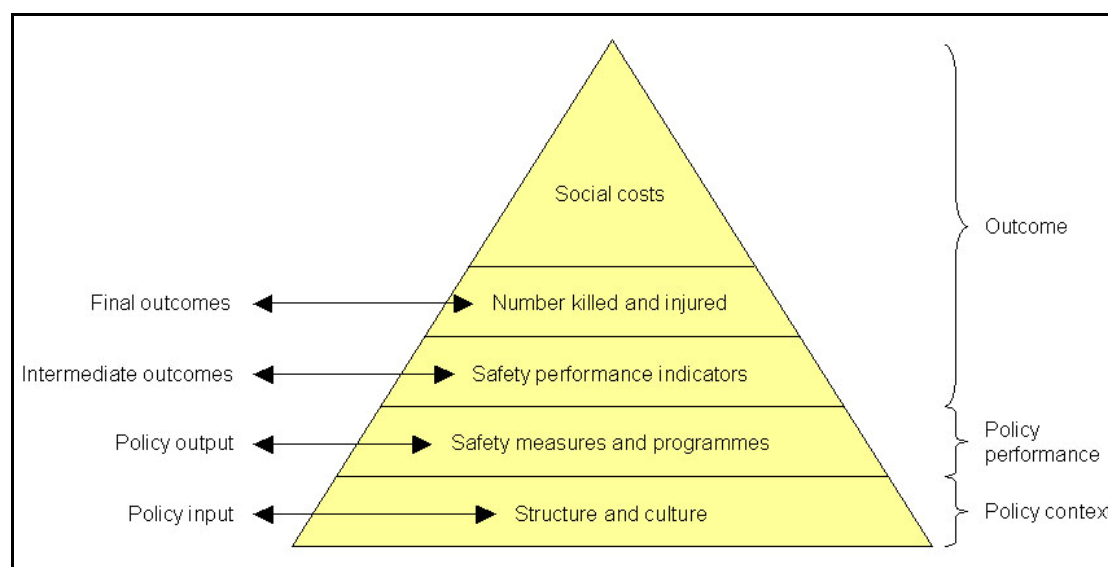 Social costs
Outcome
Final outcomes
Number killed and injured
Intermediate outcomes
Safety performance indicators
Policy output
Safety measures and programmes
Policy
performance
Policy input
Structure and culture
Policy contex